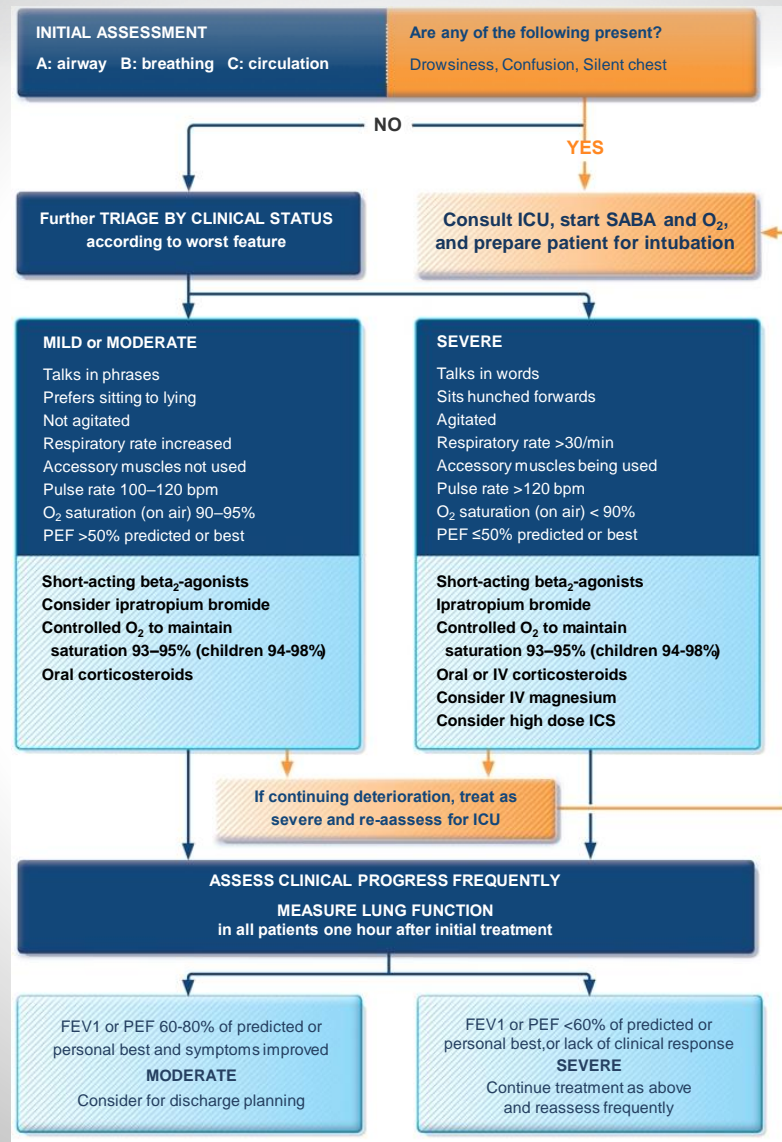 INITIAL ASSESSMENT
A: airway B: breathing C: circulation
Are any of the following present?
Drowsiness, Confusion, Silent chest
NO
YES
Further TRIAGE BY CLINICAL STATUS
according to worst feature
Consult ICU, start SABA and O₂,
and prepare patient for intubation
MILD or MODERATE
Talks in phrases
Prefers sitting to lying
Not agitated
Respiratory rate increased
Accessory muscles not used
Pulse rate 100–120 bpm
O₂ saturation (on air) 90–95%
PEF >50% predicted or best
Short-acting beta₂-agonists
Consider ipratropium bromide
Controlled O₂ to maintain
saturation 93–95% (children 94-98%)
Oral corticosteroids
SEVERE
Talks in words
Sits hunched forwards
Agitated
Respiratory rate >30/min
Accessory muscles being used
Pulse rate >120 bpm
O₂ saturation (on air) < 90%
PEF ≤50% predicted or best
Short-acting beta₂-agonists
Ipratropium bromide
Controlled O₂ to maintain
saturation 93–95% (children 94-98%)
Oral or IV corticosteroids
Consider IV magnesium
Consider high dose ICS
If continuing deterioration, treat as
severe and re-aassess for ICU
ASSESS CLINICAL PROGRESS FREQUENTLY
MEASURE LUNG FUNCTION
in all patients one hour after initial treatment
FEV1 or PEF 60-80% of predicted or
personal best and symptoms improved
MODERATE
Consider for discharge planning
FEV1 or PEF <60% of predicted or
personal best,or lack of clinical response
SEVERE
Continue treatment as above
and reassess frequently